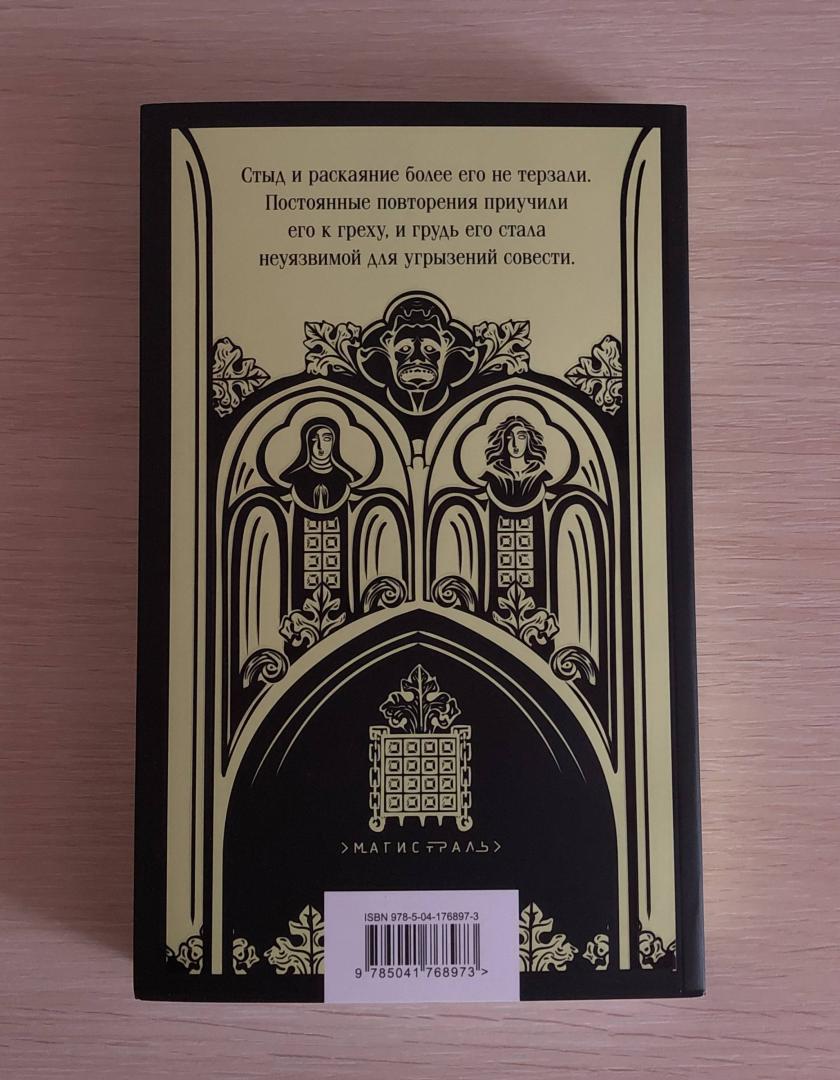 Стыд и раскаяние более его не терзали.
Постоянные повторения приучили
его к греху, и грудь его стала
неуязвимой для угрызений совести.
>МАГИСТРАЛЬ>
ISBN 978-5-04-176897-3
9 785041 768973 >